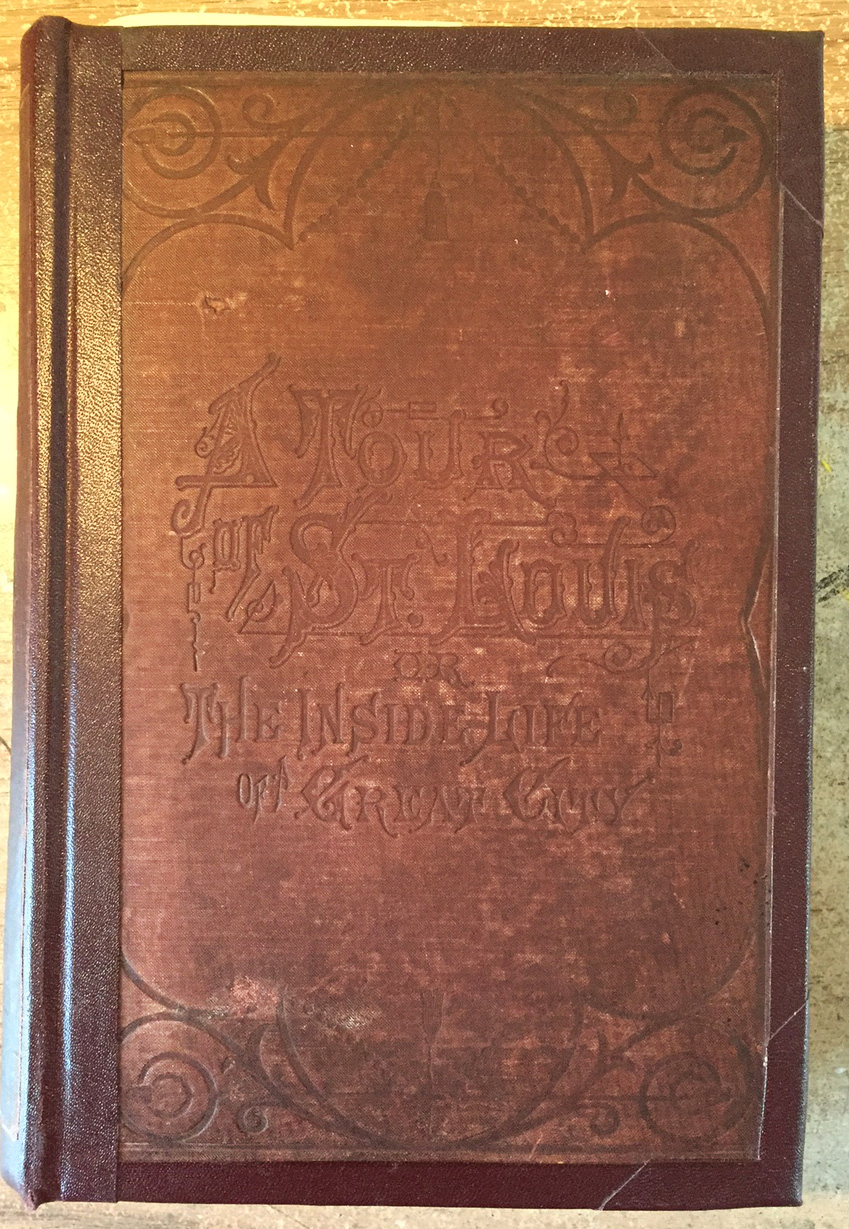 A TOUR
OF ST. LOUIS
OR
THE INSIDE LIFE
OF A GREAT CITY